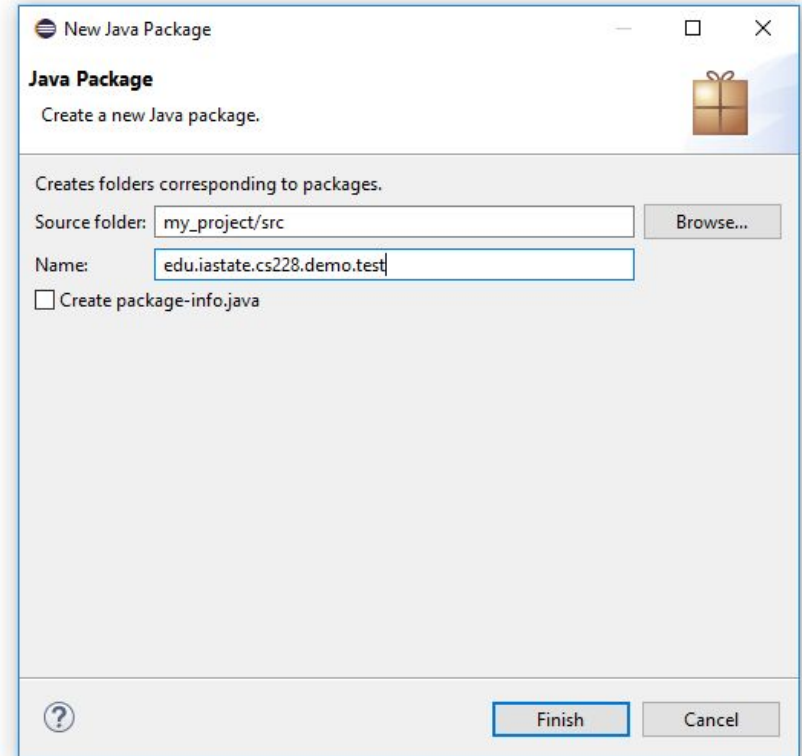 New Java Package
Java Package
Create a new Java package.
Creates folders corresponding to packages.
Source folder: my_project/src Browse...
Name: edu.iastate.cs228.demo.test
Create package-info.java
? Finish Cancel